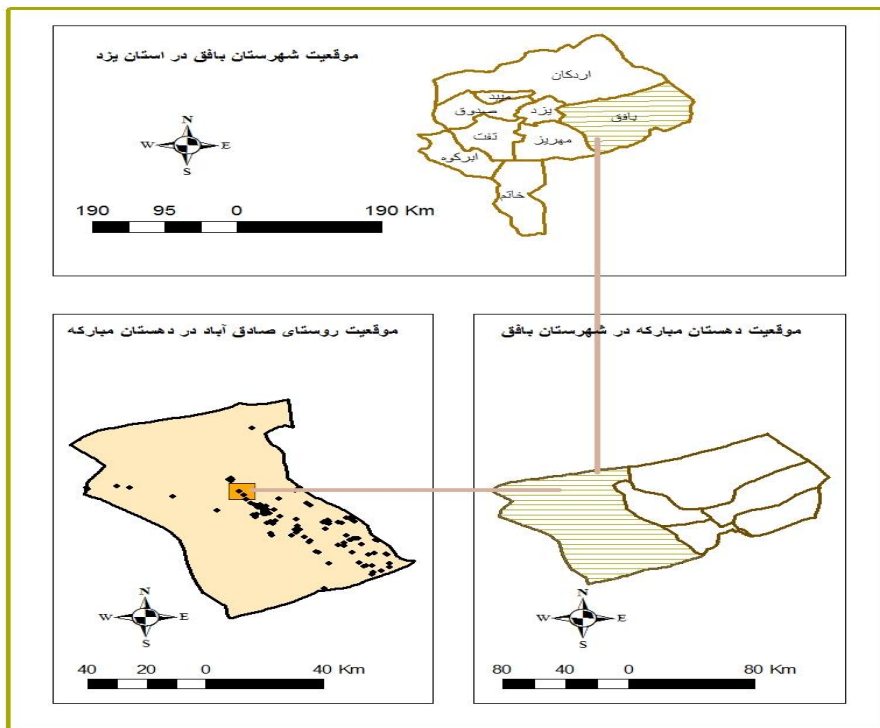 موقعیت شهرستان بافق در استان یزد
اردکان
میبد
صدوق
یزد
بافق
تفت
مهریز
ابرکوه
خاتم
N
W E
S
190 95 0 190 Km
موقعیت دهستان مبارکه در شهرستان بافق
N
W E
S
80 40 0 80 Km
موقعیت روستای صادق آباد در دهستان مبارکه
N
W E
S
40 20 0 40 Km